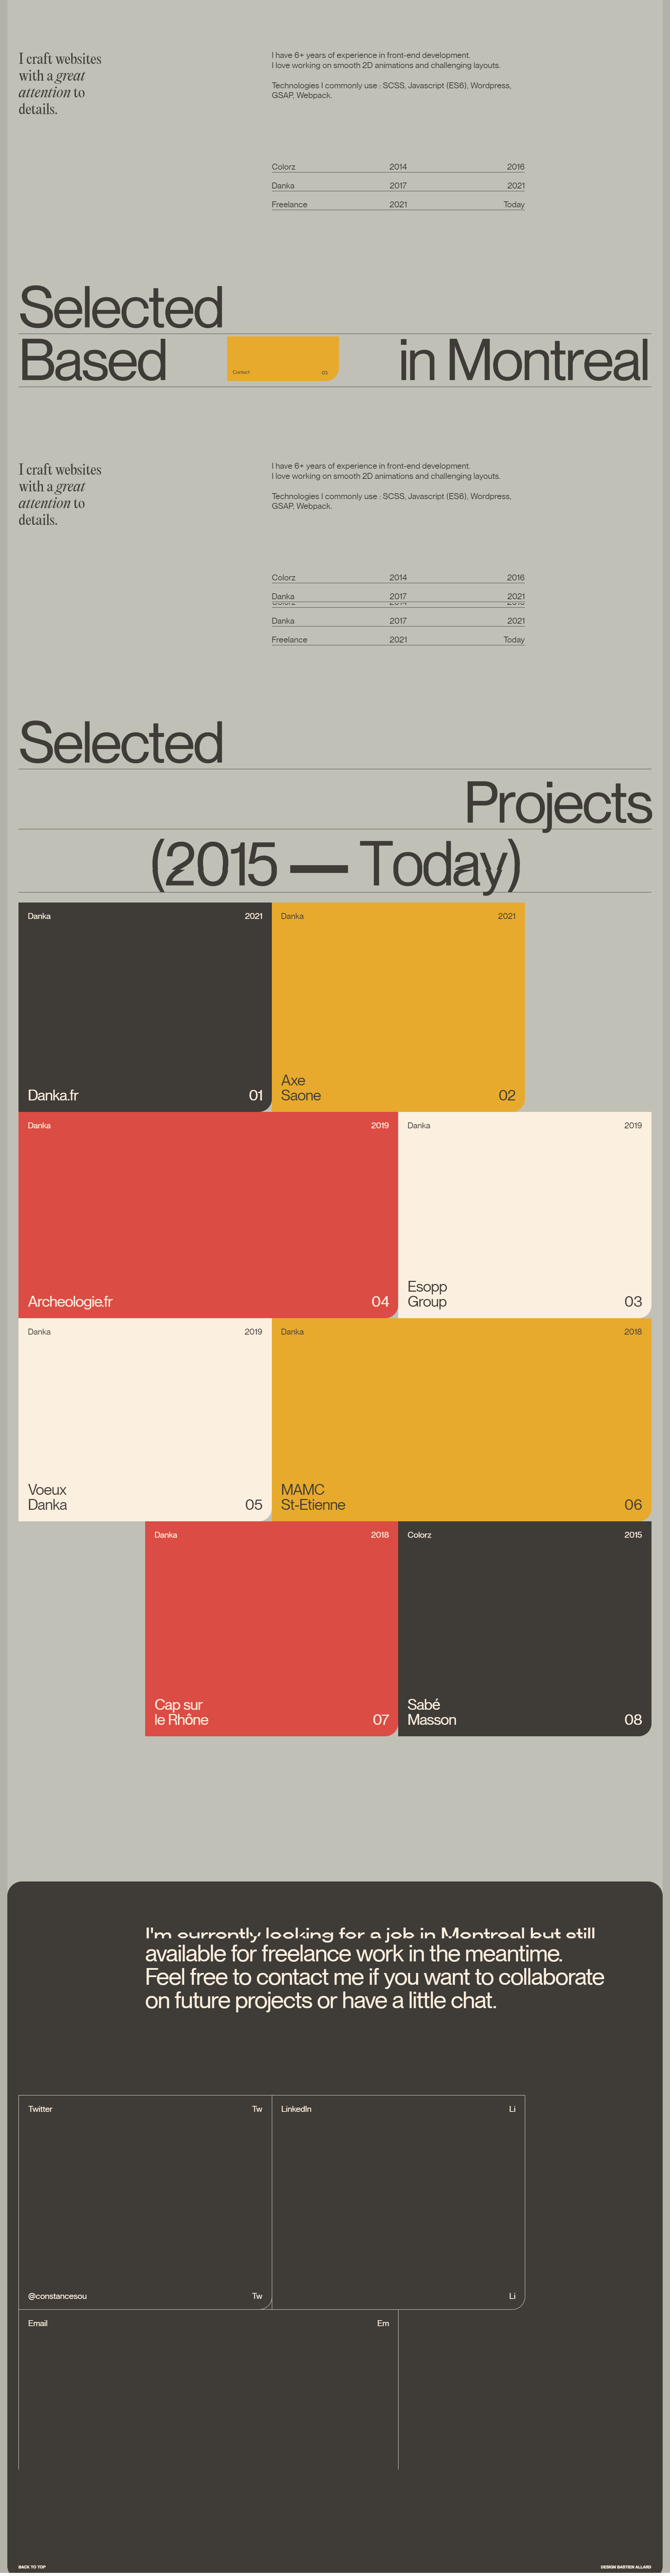 I craft websites
with a great
attention to
details.
I have 6+ years of experience in front-end development.
I love working on smooth 2D animations and challenging layouts.
Technologies I commonly use : SCSS, Javascript (ES6), Wordpress,
GSAP, Webpack.
Colorz 2014 2016
Danka 2017 2021
Freelance 2021 Today
Selected
Based in Montreal
Contact 03
I craft websites
with a great
attention to
details.
I have 6+ years of experience in front-end development.
I love working on smooth 2D animations and challenging layouts.
Technologies I commonly use : SCSS, Javascript (ES6), Wordpress,
GSAP, Webpack.
Colorz 2014 2016
Danka 2017 2021
Danka 2017 2021
Freelance 2021 Today
Selected
Projects
(2015 — Today)
Danka 2021
Danka.fr 01
Danka 2021
Axe
Saone 02
Danka 2019
Archeologie.fr 04
Danka 2019
Esopp
Group 03
Danka 2019
Voeux
Danka 05
Danka 2018
MAMC
St-Etienne 06
Danka 2018
Cap sur
le Rhône 07
Colorz 2015
Sabé
Masson 08
I'm currently looking for a job in Montreal but still
available for freelance work in the meantime.
Feel free to contact me if you want to collaborate
on future projects or have a little chat.
Twitter Tw
@constancesou Tw
LinkedIn Li
Li
Email Em
BACK TO TOP
DESIGN BASTIEN ALLARD